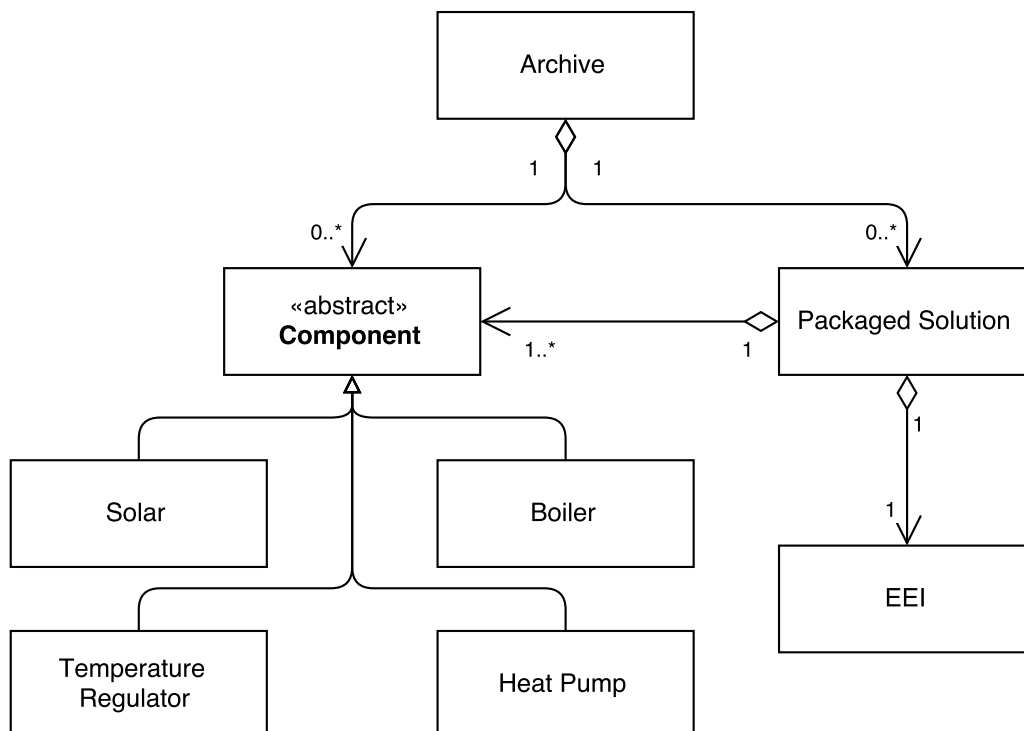 Archive
1
1
0..*
0..*
«abstract»
Component
Packaged Solution
1..*
1
1
Solar
Boiler
1
EEI
Temperature
Regulator
Heat Pump